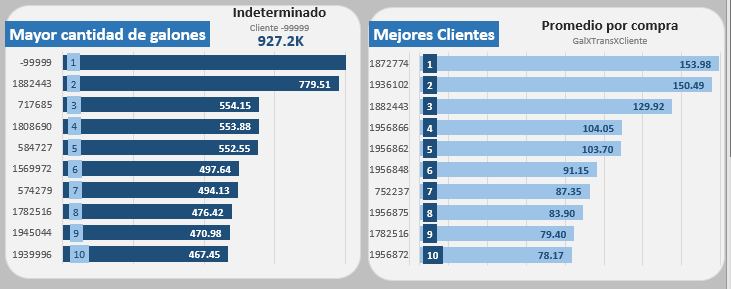 Mayor cantidad de galones
Indeterminado
Cliente -99999
927.2K
-99999 1
1882443 2 779.51
717685 3 554.15
1808690 4 553.88
584727 5 552.55
1569972 6 497.64
574279 7 494.13
1782516 8 476.42
1945044 9 470.98
1939996 10 467.45
Mejores Clientes
Promedio por compra
GalXTransXCliente
1872774 1 153.98
1936102 2 150.49
1882443 3 129.92
1956866 4 104.05
1956862 5 103.70
1956848 6 91.15
752237 7 87.35
1956875 8 83.90
1782516 9 79.40
1956872 10 78.17